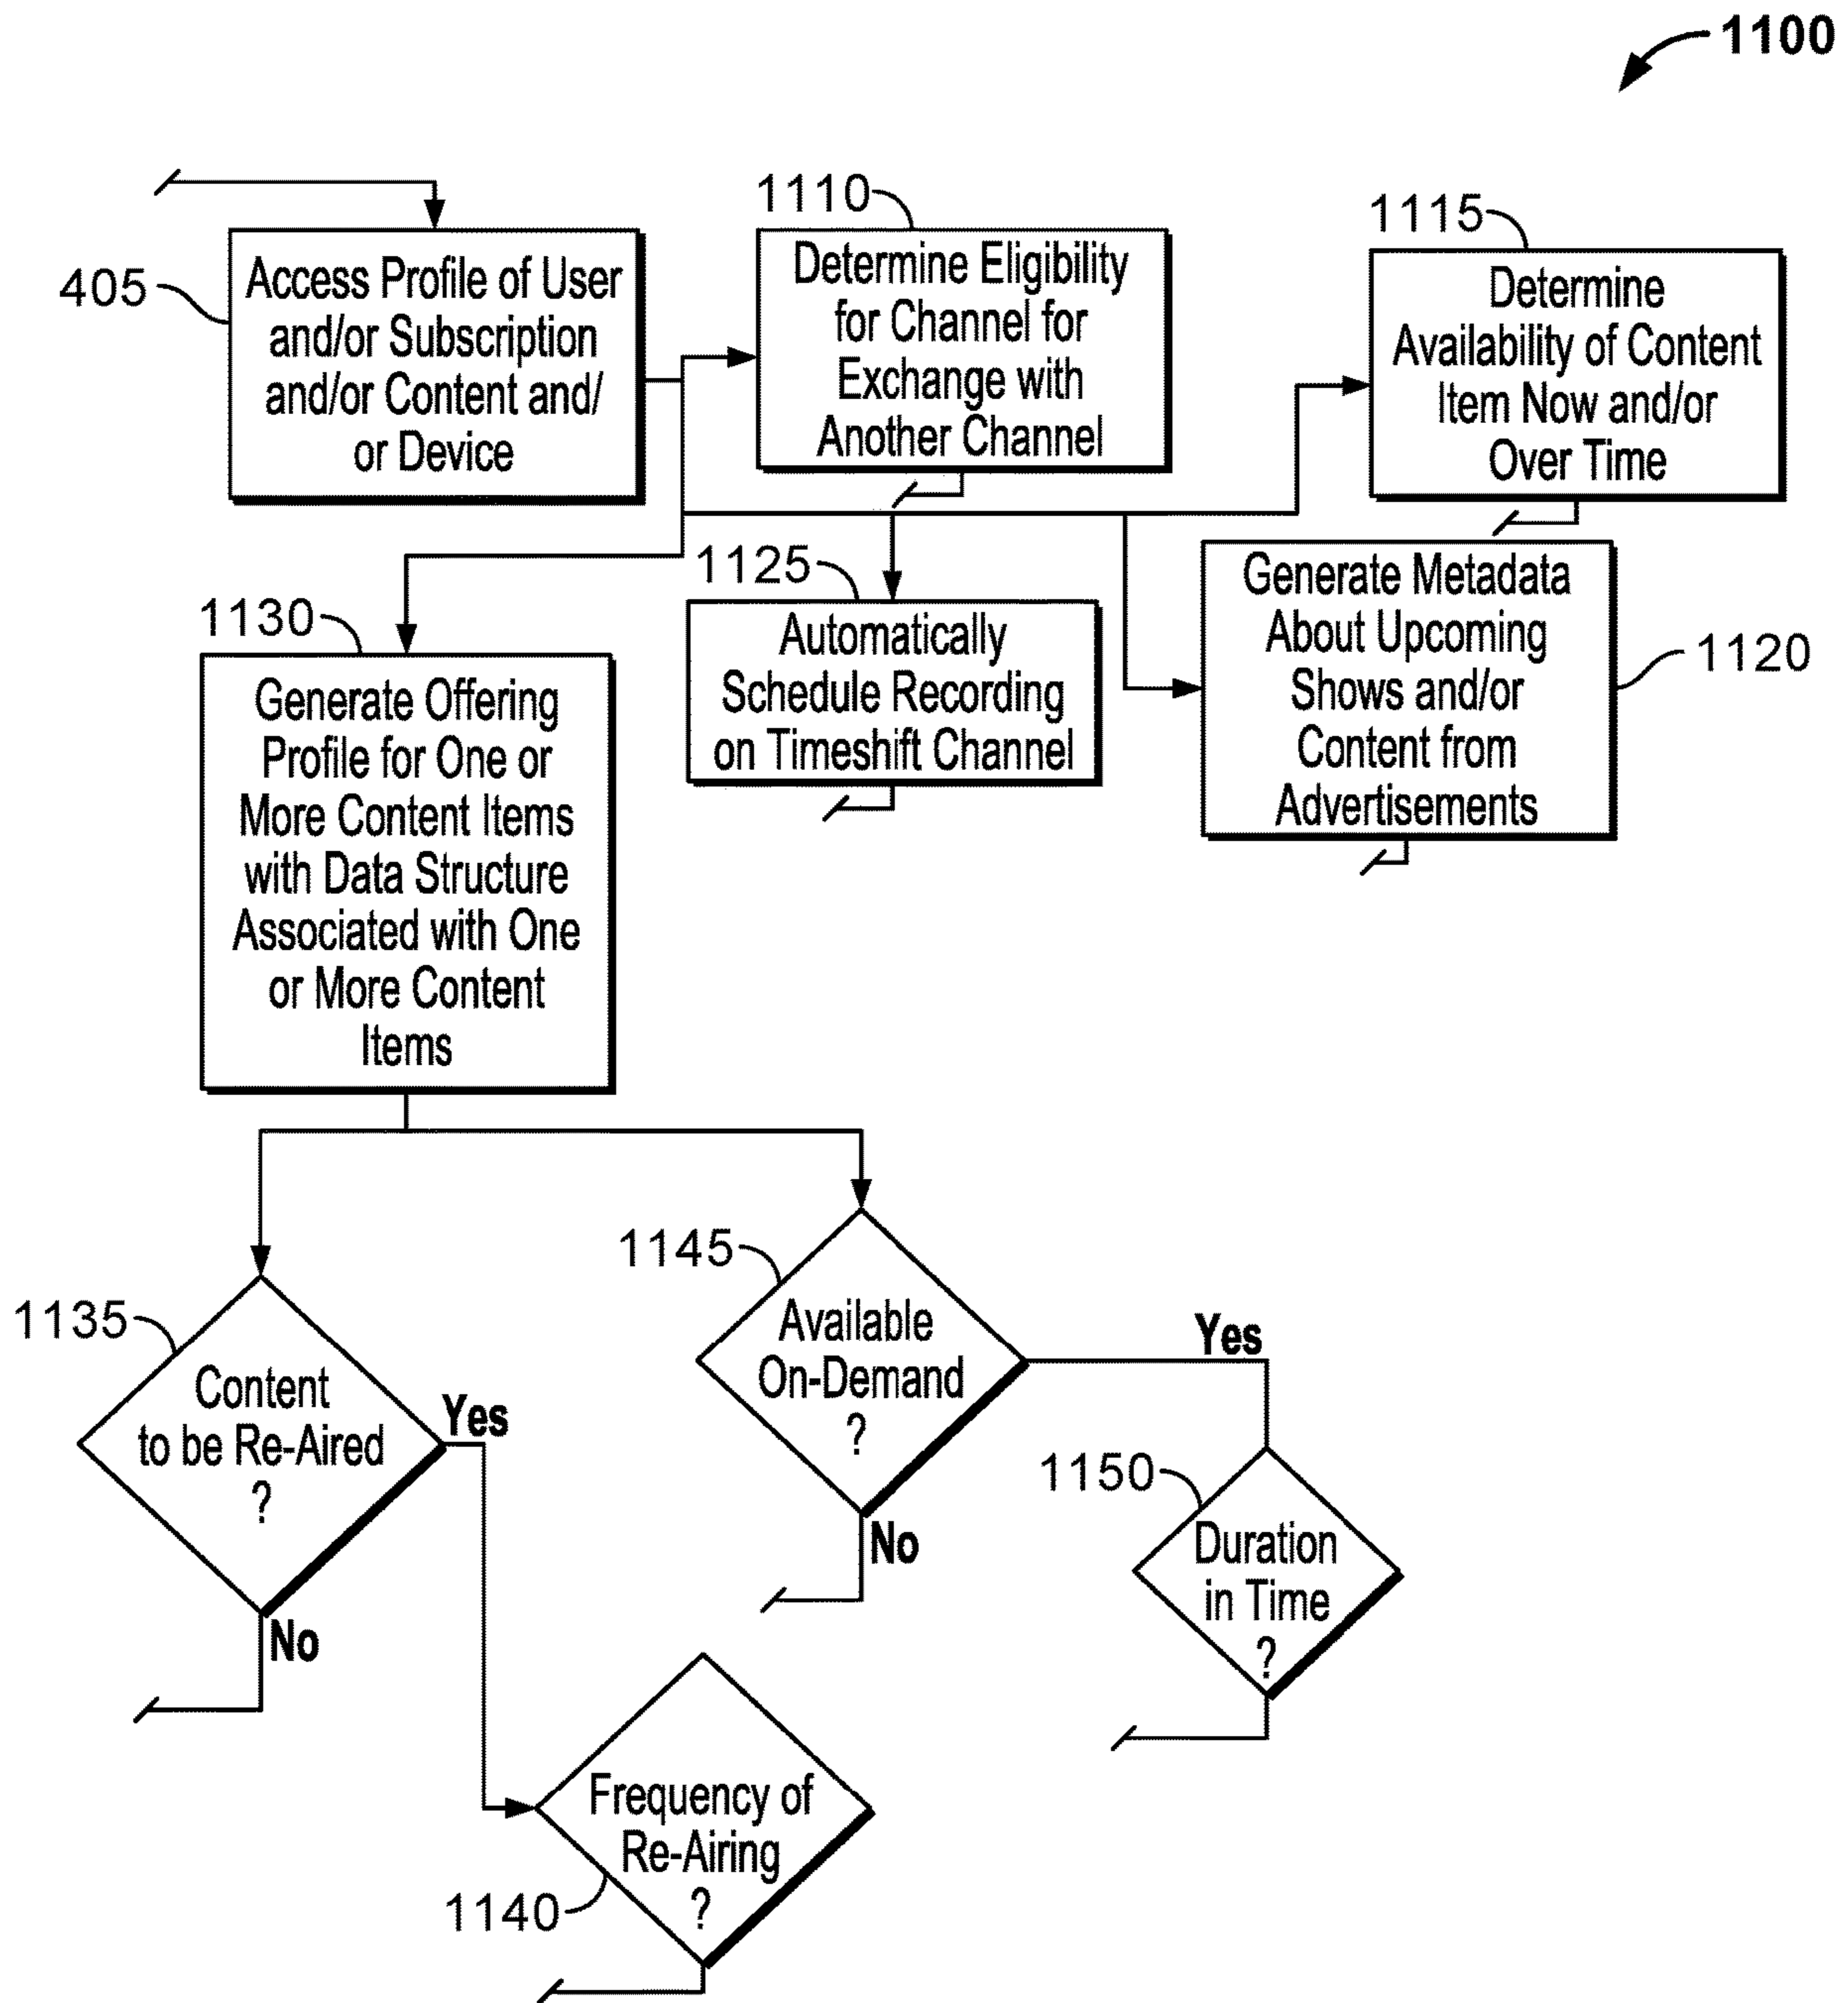 1100
405
Access Profile of User
and/or Subscription
and/or Content and/
or Device
1110
Determine Eligibility
for Channel for
Exchange with
Another Channel
1115
Determine
Availability of Content
Item Now and/or
Over Time
1125
Automatically
Schedule Recording
on Timeshift Channel
Generate Metadata
About Upcoming
Shows and/or
Content from
Advertisements
1120
1130
Generate Offering
Profile for One or
More Content Items
with Data Structure
Associated with One
or More Content
Items
1135
Content
to be Re-Aired
?
Yes
No
1145
Available
On-Demand
?
Yes
No
1150
Duration
in Time
?
Frequency of
Re-Airing
?
1140